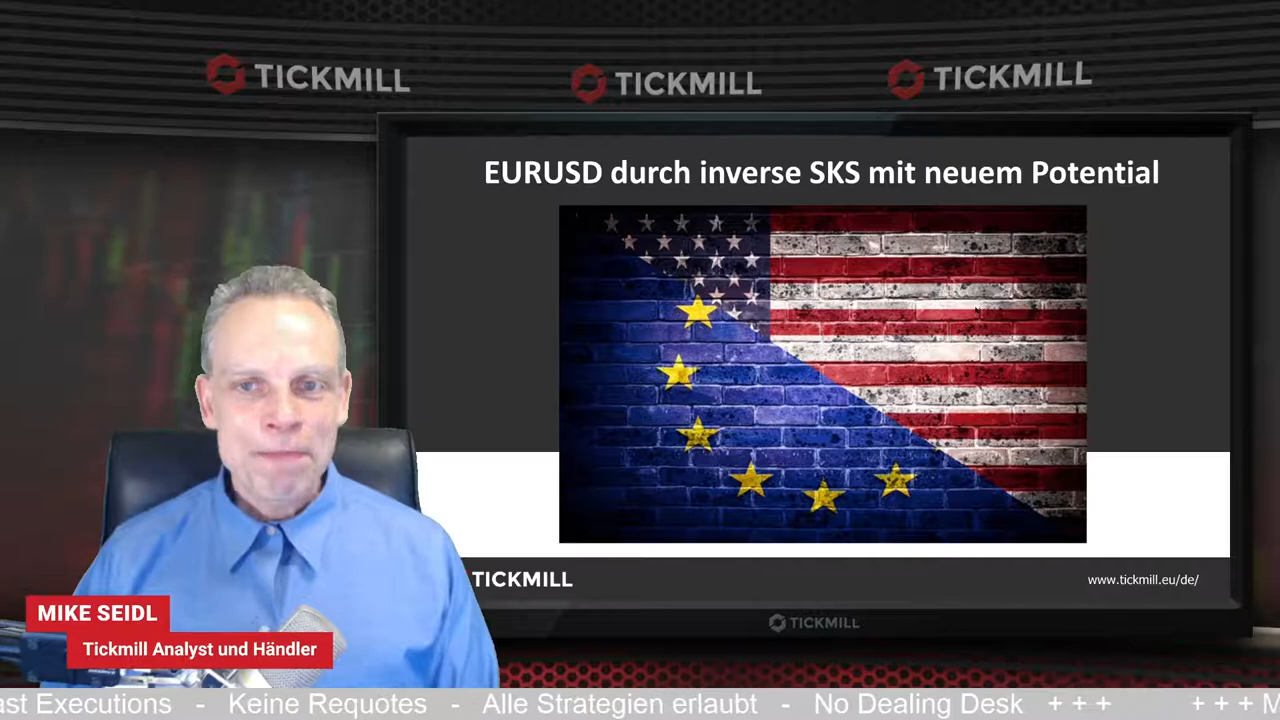 TICKMILL
TICKMILL
TICKMILL
EURUSD durch inverse SKS mit neuem Potential
TICKMILL
www.tickmill.eu/de/
TICKMILL
MIKE SEIDL
Tickmill Analyst und Händler
Executions - Keine Requotes - Alle Strategien erlaubt - No Dealing Desk +++ +++